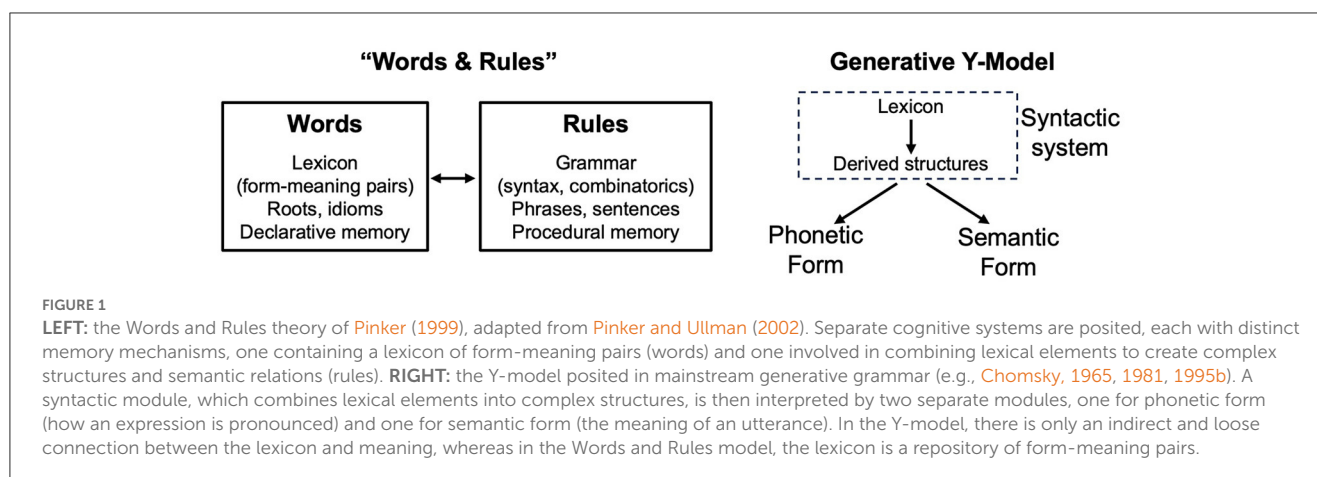 "Words & Rules"
Words
Lexicon
(form-meaning pairs)
Roots, idioms
Declarative memory
Rules
Grammar
(syntax, combinatorics)
Phrases, sentences
Procedural memory
Generative Y-Model
Lexicon
Derived structures
Syntactic
system
Phonetic
Form
Semantic
Form
FIGURE 1
LEFT: the Words and Rules theory of Pinker (1999), adapted from Pinker and Ullman (2002). Separate cognitive systems are posited, each with distinct
memory mechanisms, one containing a lexicon of form-meaning pairs (words) and one involved in combining lexical elements to create complex
structures and semantic relations (rules). RIGHT: the Y-model posited in mainstream generative grammar (e.g., Chomsky, 1965, 1981, 1995b). A
syntactic module, which combines lexical elements into complex structures, is then interpreted by two separate modules, one for phonetic form
(how an expression is pronounced) and one for semantic form (the meaning of an utterance). In the Y-model, there is only an indirect and loose
connection between the lexicon and meaning, whereas in the Words and Rules model, the lexicon is a repository of form-meaning pairs.